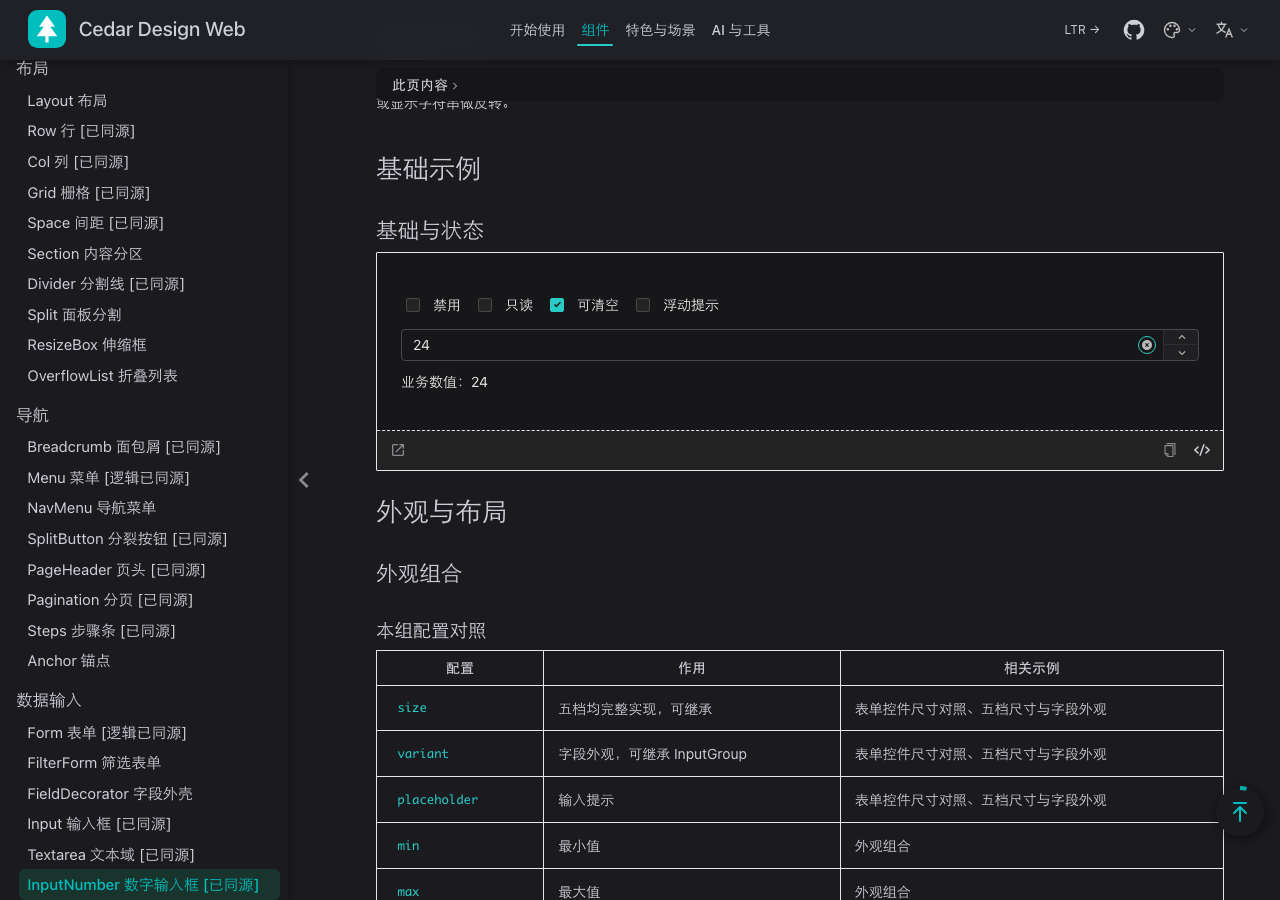 Cedar Design Web
开始使用
组件
特色与场景
AI 与工具
LTR →
布局
Layout 布局
Row 行 [已同源]
Col 列 [已同源]
Grid 栅格 [已同源]
Space 间距 [已同源]
Section 内容分区
Divider 分割线 [已同源]
Split 面板分割
ResizeBox 伸缩框
OverflowList 折叠列表
导航
Breadcrumb 面包屑 [已同源]
Menu 菜单 [逻辑已同源]
NavMenu 导航菜单
SplitButton 分裂按钮 [已同源]
PageHeader 页头 [已同源]
Pagination 分页 [已同源]
Steps 步骤条 [已同源]
Anchor 锚点
数据输入
Form 表单 [逻辑已同源]
FilterForm 筛选表单
FieldDecorator 字段外壳
Input 输入框 [已同源]
Textarea 文本域 [已同源]
InputNumber 数字输入框 [已同源]
此页内容 ›
或显示字符串做反转。
基础示例
基础与状态
禁用 只读 可清空 浮动提示
24
业务数值：24
外观与布局
外观组合
本组配置对照
配置 作用 相关示例
size 五档均完整实现，可继承 表单控件尺寸对照、五档尺寸与字段外观
variant 字段外观，可继承 InputGroup 表单控件尺寸对照、五档尺寸与字段外观
placeholder 输入提示 表单控件尺寸对照、五档尺寸与字段外观
min 最小值 外观组合
max 最大值 外观组合